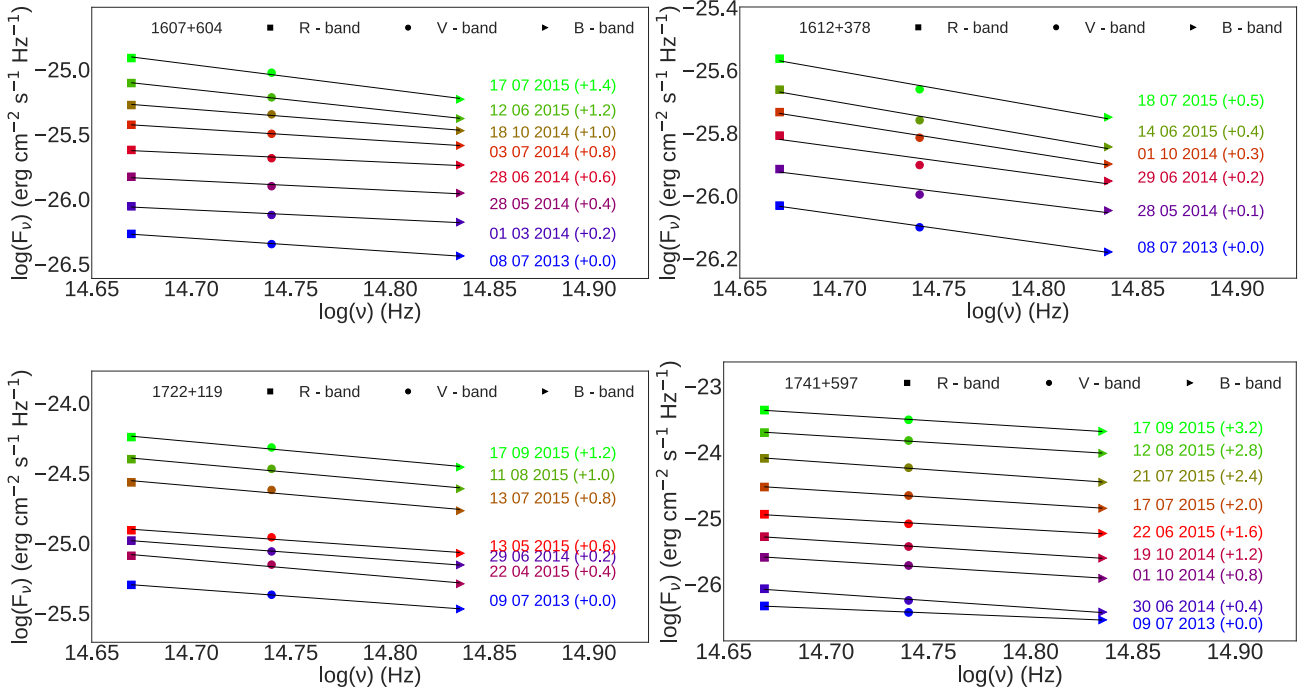 1607+604 R - band V - band B - band
log(Fν) (erg cm−2 s−1 Hz−1)
−25.0
−25.5
−26.0
−26.5
17 07 2015 (+1.4)
12 06 2015 (+1.2)
18 10 2014 (+1.0)
03 07 2014 (+0.8)
28 06 2014 (+0.6)
28 05 2014 (+0.4)
01 03 2014 (+0.2)
08 07 2013 (+0.0)
14.65 14.70 14.75 14.80 14.85 14.90
log(ν) (Hz)
1612+378 R - band V - band B - band
log(Fν) (erg cm−2 s−1 Hz−1)
−25.4
−25.6
−25.8
−26.0
−26.2
18 07 2015 (+0.5)
14 06 2015 (+0.4)
01 10 2014 (+0.3)
29 06 2014 (+0.2)
28 05 2014 (+0.1)
08 07 2013 (+0.0)
14.65 14.70 14.75 14.80 14.85 14.90
log(ν) (Hz)
1722+119 R - band V - band B - band
log(Fν) (erg cm−2 s−1 Hz−1)
−24.0
−24.5
−25.0
−25.5
17 09 2015 (+1.2)
11 08 2015 (+1.0)
13 07 2015 (+0.8)
13 05 2015 (+0.6)
29 06 2014 (+0.2)
22 04 2015 (+0.4)
09 07 2013 (+0.0)
14.65 14.70 14.75 14.80 14.85 14.90
log(ν) (Hz)
1741+597 R - band V - band B - band
log(Fν) (erg cm−2 s−1 Hz−1)
−23
−24
−25
−26
17 09 2015 (+3.2)
12 08 2015 (+2.8)
21 07 2015 (+2.4)
17 07 2015 (+2.0)
22 06 2015 (+1.6)
19 10 2014 (+1.2)
01 10 2014 (+0.8)
30 06 2014 (+0.4)
09 07 2013 (+0.0)
14.65 14.70 14.75 14.80 14.85 14.90
log(ν) (Hz)